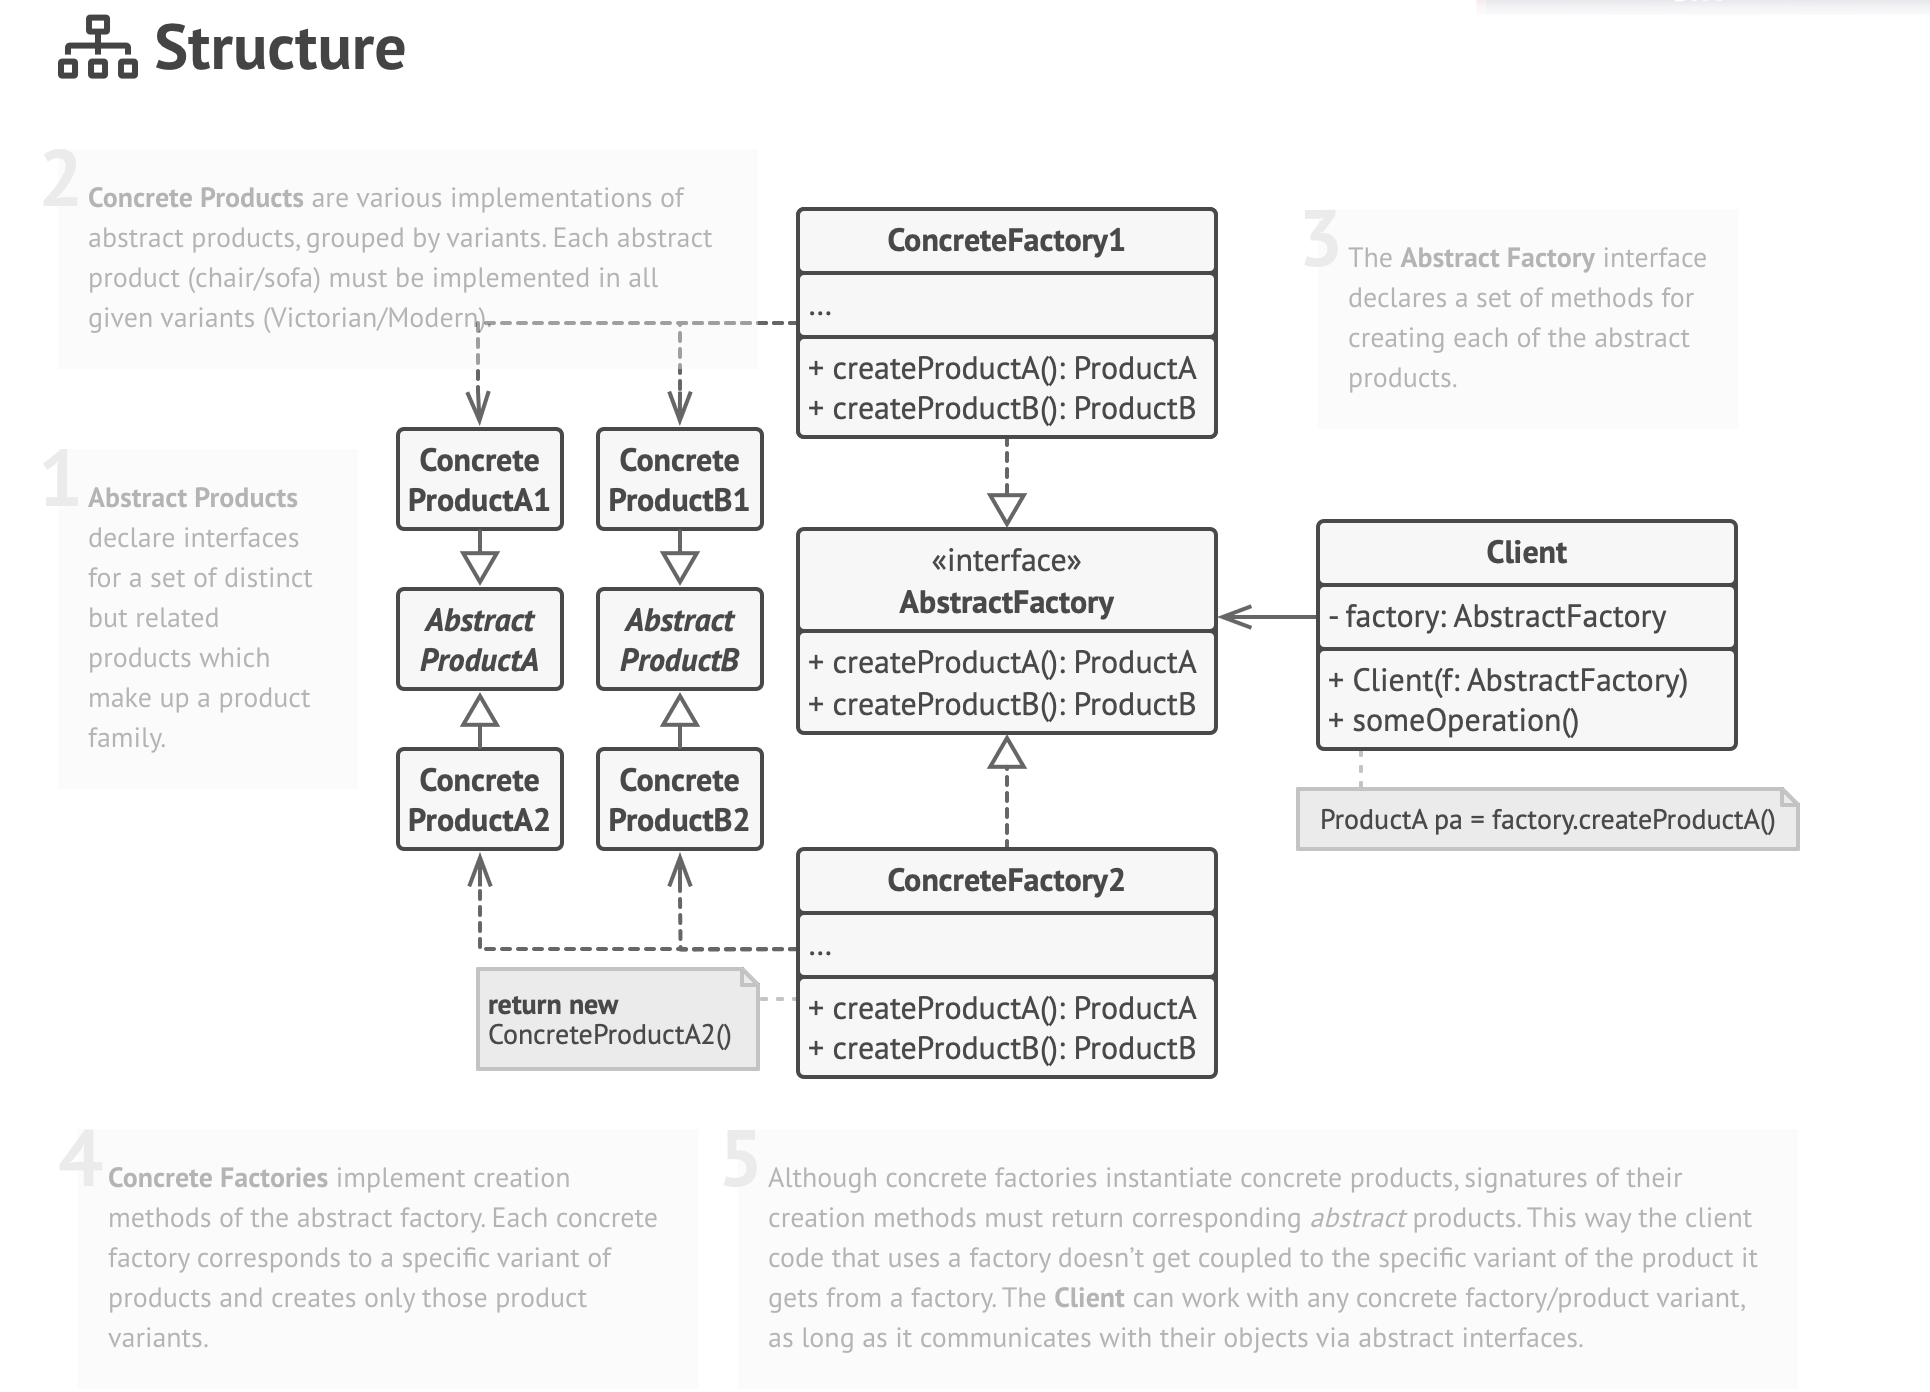 Structure
2
Concrete Products are various implementations of
abstract products, grouped by variants. Each abstract
product (chair/sofa) must be implemented in all
given variants (Victorian/Modern).
ConcreteFactory1
...
+ createProductA(): ProductA
+ createProductB(): ProductB
3
The Abstract Factory interface
declares a set of methods for
creating each of the abstract
products.
1
Abstract Products
declare interfaces
for a set of distinct
but related
products which
make up a product
family.
Concrete
ProductA1
Concrete
ProductB1
Abstract
ProductA
Abstract
ProductB
Concrete
ProductA2
Concrete
ProductB2
«interface»
AbstractFactory
+ createProductA(): ProductA
+ createProductB(): ProductB
Client
- factory: AbstractFactory
+ Client(f: AbstractFactory)
+ someOperation()
ProductA pa = factory.createProductA()
ConcreteFactory2
...
+ createProductA(): ProductA
+ createProductB(): ProductB
return new
ConcreteProductA2()
4
Concrete Factories implement creation
methods of the abstract factory. Each concrete
factory corresponds to a specific variant of
products and creates only those product
variants.
5
Although concrete factories instantiate concrete products, signatures of their
creation methods must return corresponding abstract products. This way the client
code that uses a factory doesn’t get coupled to the specific variant of the product it
gets from a factory. The Client can work with any concrete factory/product variant,
as long as it communicates with their objects via abstract interfaces.